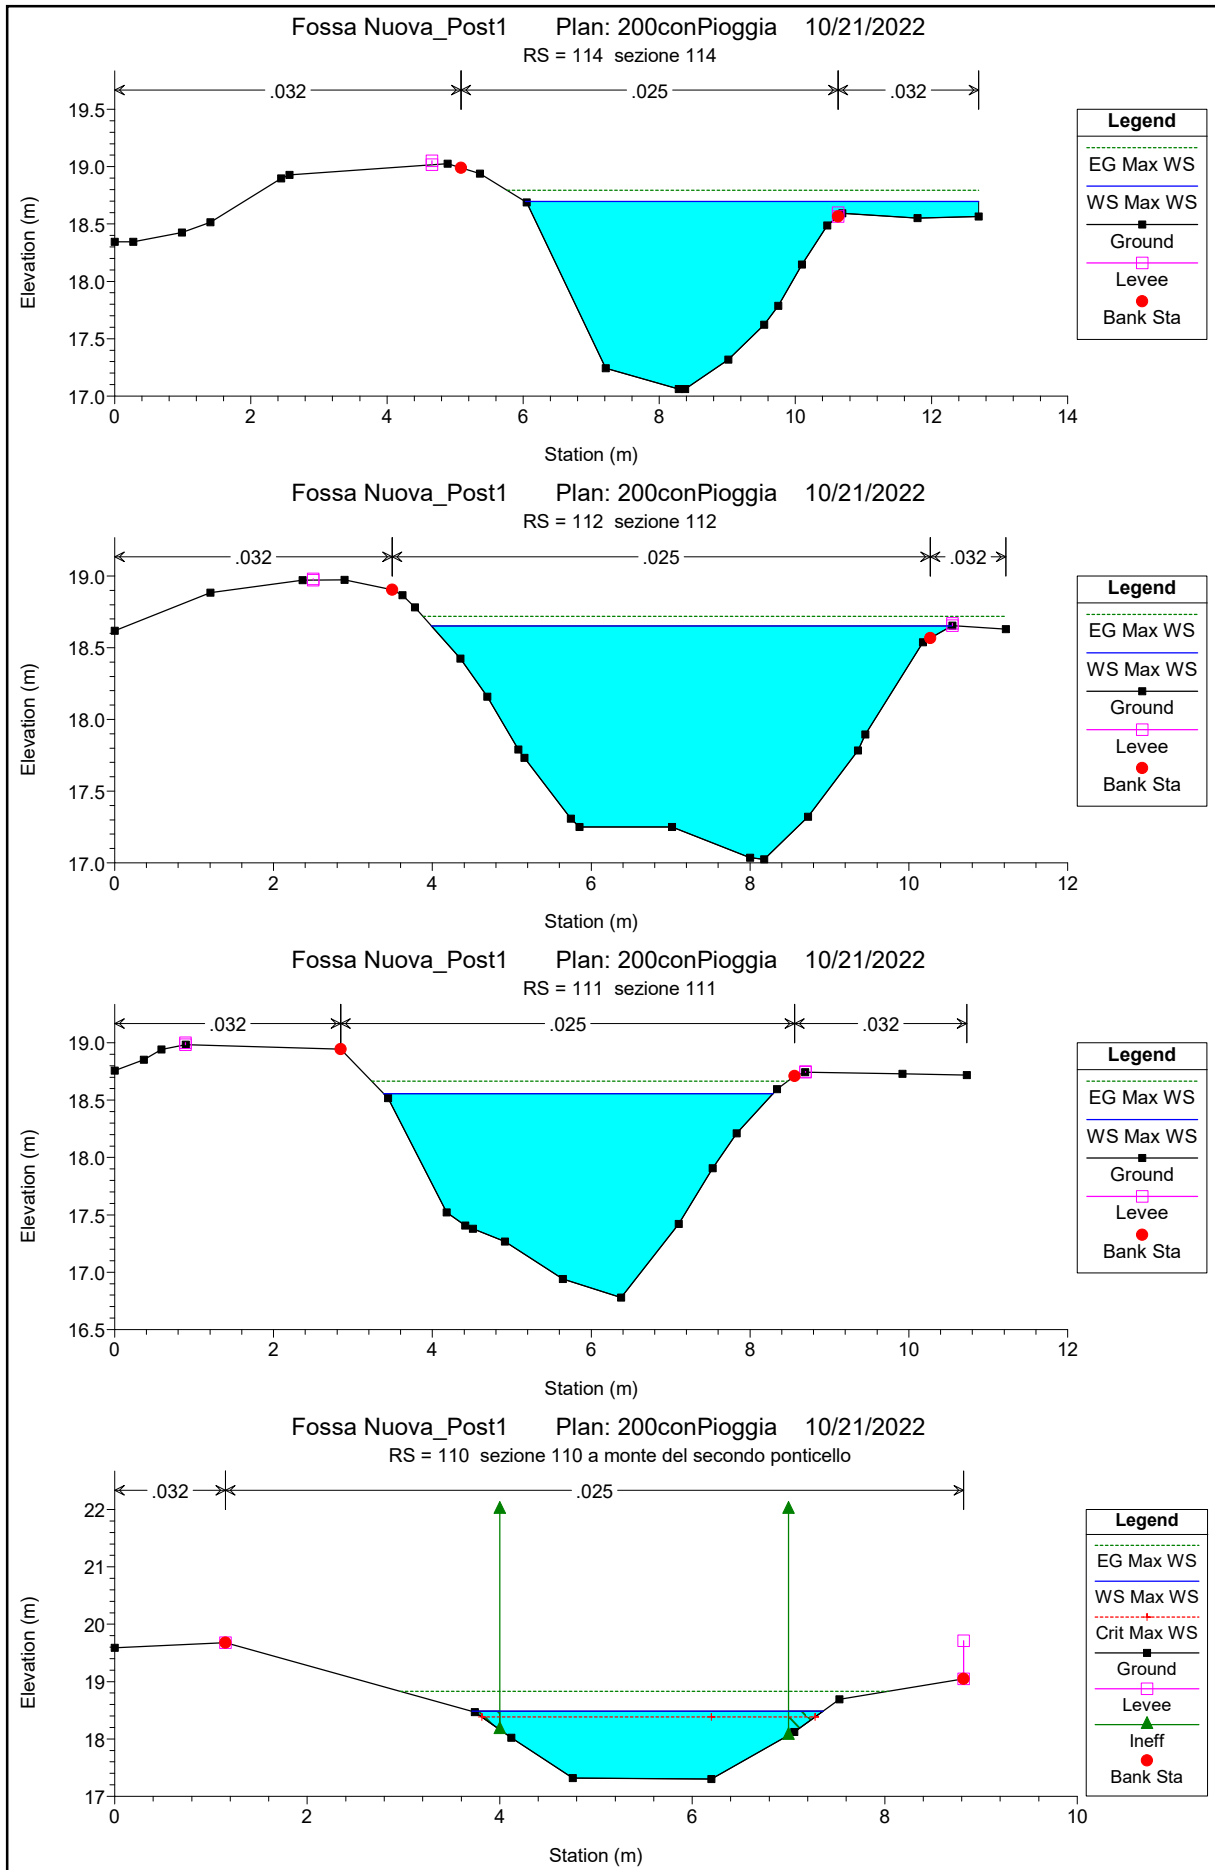 Fossa Nuova_Post1 Plan: 200conPioggia 10/21/2022
RS = 114 sezione 114
.032 .025 .032
19.5
19.0
18.5
18.0
17.5
17.0
0 2 4 6 8 10 12 14
Elevation (m)
Station (m)
Legend
EG Max WS
WS Max WS
Ground
Levee
Bank Sta
Fossa Nuova_Post1 Plan: 200conPioggia 10/21/2022
RS = 112 sezione 112
.032 .025 .032
19.0
18.5
18.0
17.5
17.0
0 2 4 6 8 10 12
Elevation (m)
Station (m)
Legend
EG Max WS
WS Max WS
Ground
Levee
Bank Sta
Fossa Nuova_Post1 Plan: 200conPioggia 10/21/2022
RS = 111 sezione 111
.032 .025 .032
19.0
18.5
18.0
17.5
17.0
16.5
0 2 4 6 8 10 12
Elevation (m)
Station (m)
Legend
EG Max WS
WS Max WS
Ground
Levee
Bank Sta
Fossa Nuova_Post1 Plan: 200conPioggia 10/21/2022
RS = 110 sezione 110 a monte del secondo ponticello
.032 .025
22
21
20
19
18
17
0 2 4 6 8 10
Elevation (m)
Station (m)
Legend
EG Max WS
WS Max WS
Crit Max WS
Ground
Levee
Ineff
Bank Sta